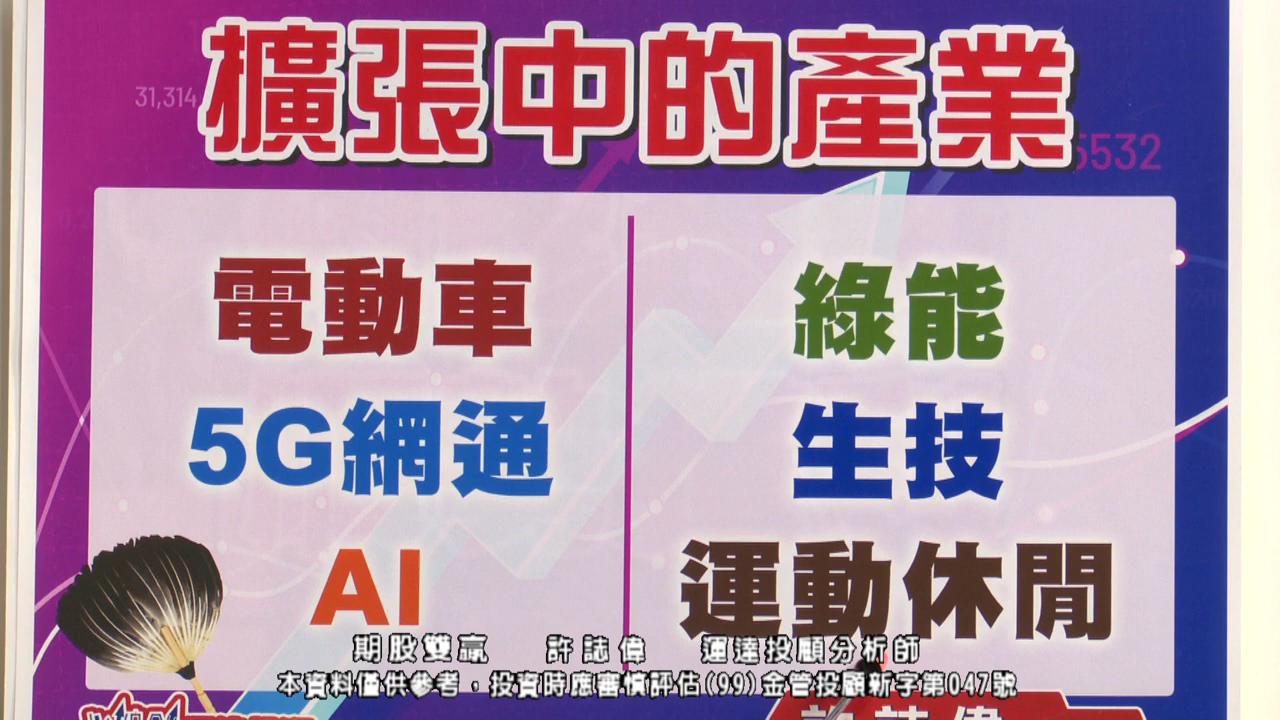 擴張中的產業
31,314
5532
電動車
綠能
5G網通
生技
AI
運動休閒
期股雙贏 許誌偉 運達投顧分析師
本資料僅供參考,投資時應審慎評估(99)金管投顧新字第047號
許誌偉